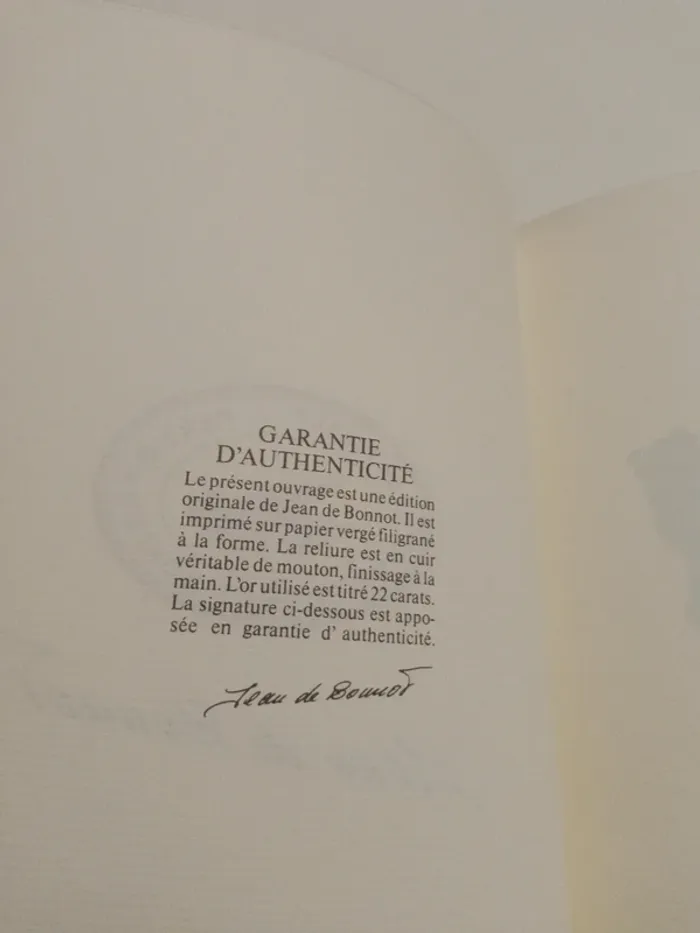 GARANTIE
D'AUTHENTICITÉ
Le présent ouvrage est une édition
originale de Jean de Bonnot. Il est
imprimé sur papier vergé filigrané
à la forme. La reliure est en cuir
véritable de mouton, finissage à la
main. L'or utilisé est titré 22 carats.
La signature ci-dessous est appo-
sée en garantie d' authenticité.
Jean de Bonnot